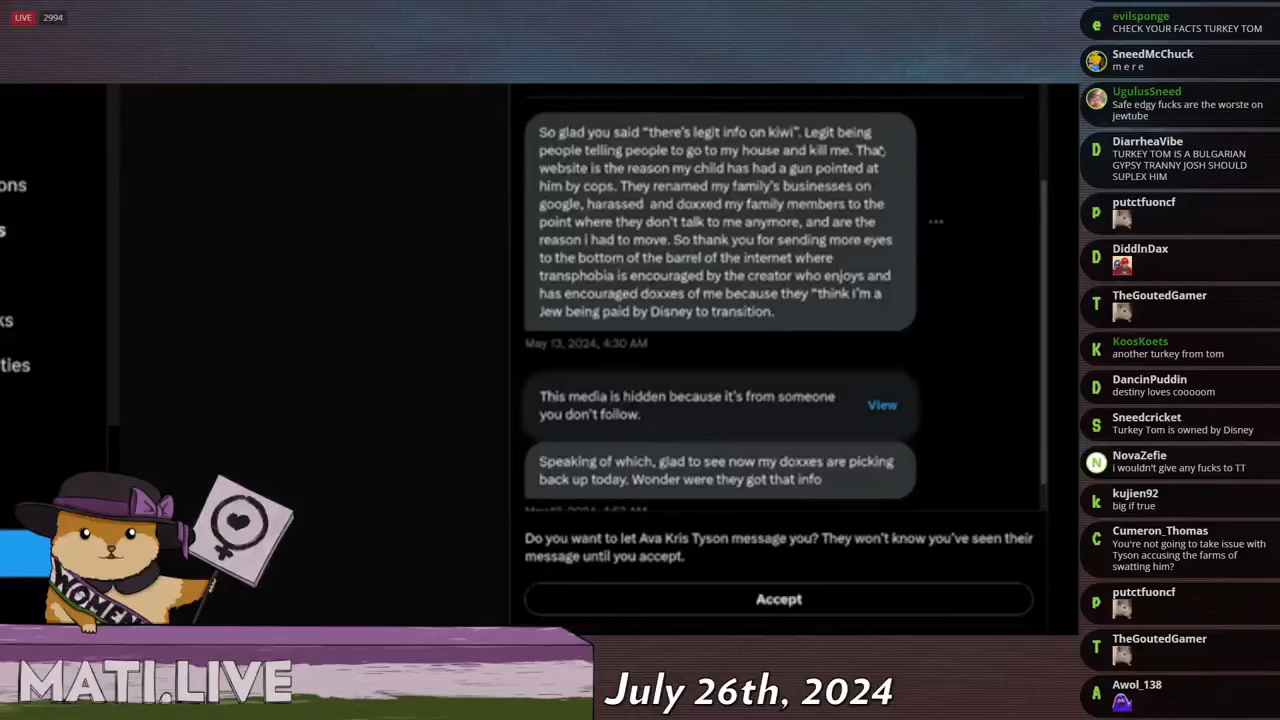 LIVE 2994
ons
s
ks
ties
So glad you said "there's legit info on kiwi". Legit being
people telling people to go to my house and kill me. That
website is the reason my child has had a gun pointed at
him by cops. They renamed my family's businesses on
google, harassed and doxxed my family members to the
point where they don't talk to me anymore, and are the
reason i had to move. So thank you for sending more eyes
to the bottom of the barrel of the internet where
transphobia is encouraged by the creator who enjoys and
has encouraged doxxes of me because they "think I'm a
Jew being paid by Disney to transition.
May 13, 2024, 4:30 AM
This media is hidden because it's from someone
you don't follow.
View
Speaking of which, glad to see now my doxxes are picking
back up today. Wonder were they got that info
Do you want to let Ava Kris Tyson message you? They won't know you've seen their
message until you accept.
Accept
WOMEN
MATI.LIVE
July 26th, 2024
evilsponge
CHECK YOUR FACTS TURKEY TOM
SneedMcChuck
m e r e
UgulusSneed
Safe edgy fucks are the worste on
jewtube
DiarrheaVibe
TURKEY TOM IS A BULGARIAN
GYPSY TRANNY JOSH SHOULD
SUPLEX HIM
putctfuoncf
DiddlnDax
TheGoutedGamer
KoosKoets
another turkey from tom
DancinPuddin
destiny loves cooooom
Sneedcricket
Turkey Tom is owned by Disney
NovaZefie
i wouldn't give any fucks to TT
kujien92
big if true
Cumeron_Thomas
You're not going to take issue with
Tyson accusing the farms of
swatting him?
putctfuoncf
TheGoutedGamer
Awol_138